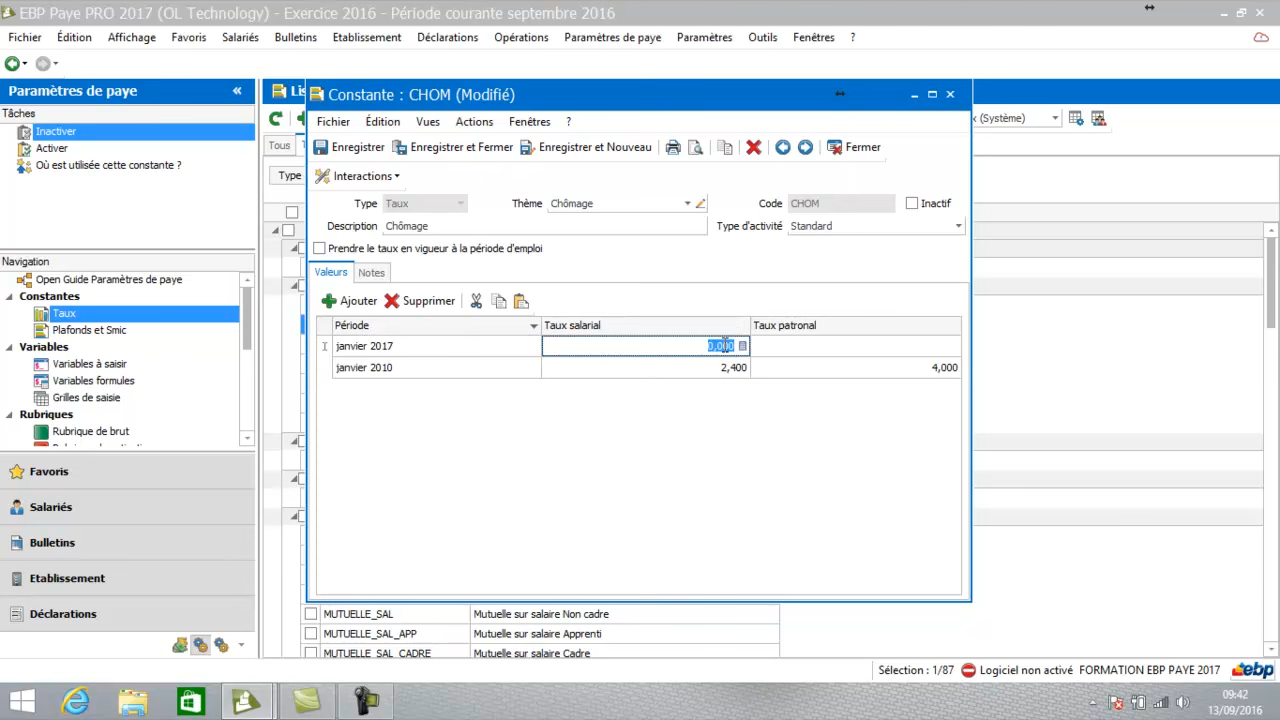 EBP Paye PRO 2017 (OL Technology) - Exercice 2016 - Période courante septembre 2016
Fichier Édition Affichage Favoris Salariés Bulletins Etablissement Déclarations Opérations Paramètres de paye Paramètres Outils Fenêtres ?
Paramètres de paye «
Tâches
Inactiver
Activer
Où est utilisée cette constante ?
Navigation
Open Guide Paramètres de paye
Constantes
Taux
Plafonds et Smic
Variables
Variables à saisir
Variables formules
Grilles de saisie
Rubriques
Rubrique de brut
Favoris
Salariés
Bulletins
Etablissement
Déclarations
Lis
(Système)
Tous
Type
Constante : CHOM (Modifié)
Fichier Édition Vues Actions Fenêtres ?
Enregistrer Enregistrer et Fermer Enregistrer et Nouveau Fermer
Interactions
Type Taux Thème Chômage Code CHOM Inactif
Description Chômage Type d'activité Standard
Prendre le taux en vigueur à la période d'emploi
Valeurs Notes
Ajouter Supprimer
Période Taux salarial Taux patronal
janvier 2017 0,000
janvier 2010 2,400 4,000
MUTUELLE_SAL Mutuelle sur salaire Non cadre
MUTUELLE_SAL_APP Mutuelle sur salaire Apprenti
MUTUELLE_SAL_CADRE Mutuelle sur salaire Cadre
Sélection : 1/87 Logiciel non activé FORMATION EBP PAYE 2017 ebp
09:42
13/09/2016